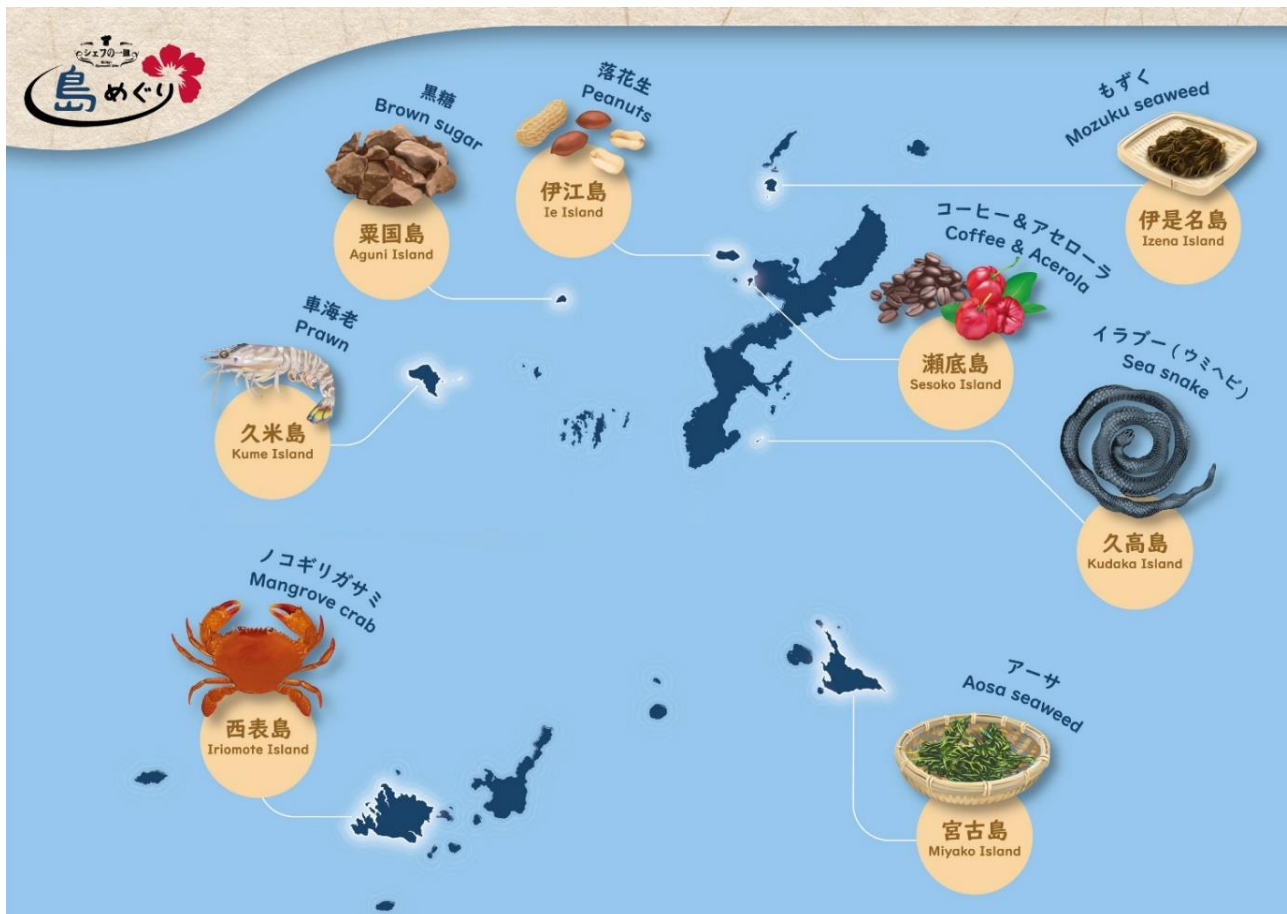 シェフの一皿
島めぐり
黒糖
Brown sugar
粟国島
Aguni Island
落花生
Peanuts
伊江島
Ie Island
もずく
Mozuku seaweed
伊是名島
Izena Island
コーヒー&アセローラ
Coffee & Acerola
瀬底島
Sesoko Island
車海老
Prawn
久米島
Kume Island
イラブー(ウミヘビ)
Sea snake
久高島
Kudaka Island
ノコギリガサミ
Mangrove crab
西表島
Iriomote Island
アーサ
Aosa seaweed
宮古島
Miyako Island